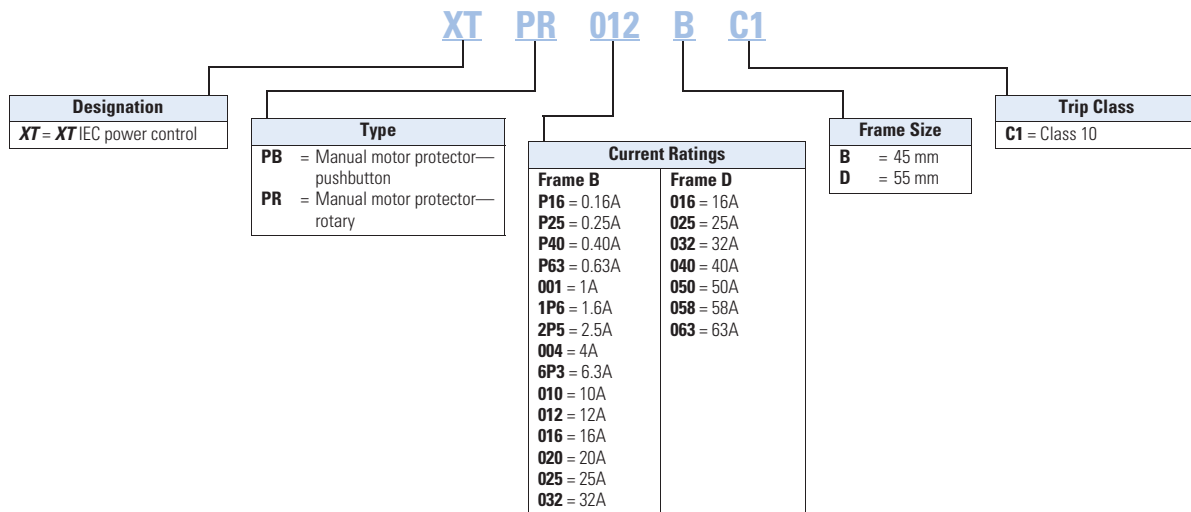 XT PR 012 B C1
Designation
XT = XT IEC power control
Type
PB = Manual motor protector—
pushbutton
PR = Manual motor protector—
rotary
Current Ratings
Frame B
P16 = 0.16A
P25 = 0.25A
P40 = 0.40A
P63 = 0.63A
001 = 1A
1P6 = 1.6A
2P5 = 2.5A
004 = 4A
6P3 = 6.3A
010 = 10A
012 = 12A
016 = 16A
020 = 20A
025 = 25A
032 = 32A
Frame D
016 = 16A
025 = 25A
032 = 32A
040 = 40A
050 = 50A
058 = 58A
063 = 63A
Frame Size
B = 45 mm
D = 55 mm
Trip Class
C1 = Class 10